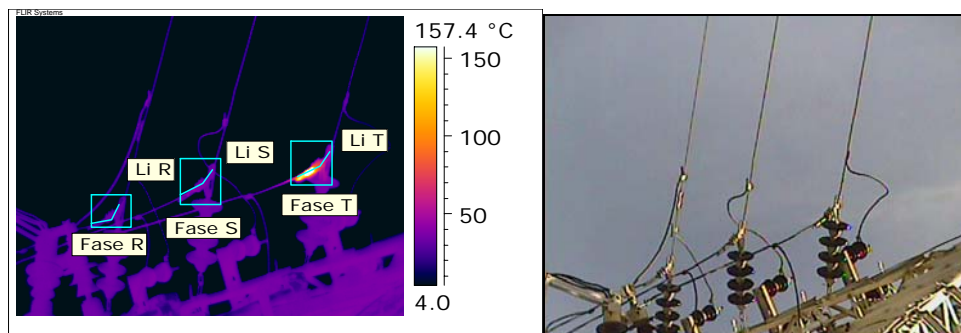 FLIR Systems
157.4 °C
150
Li S
Li T
Li R
100
Fase T
50
Fase S
Fase R
4.0